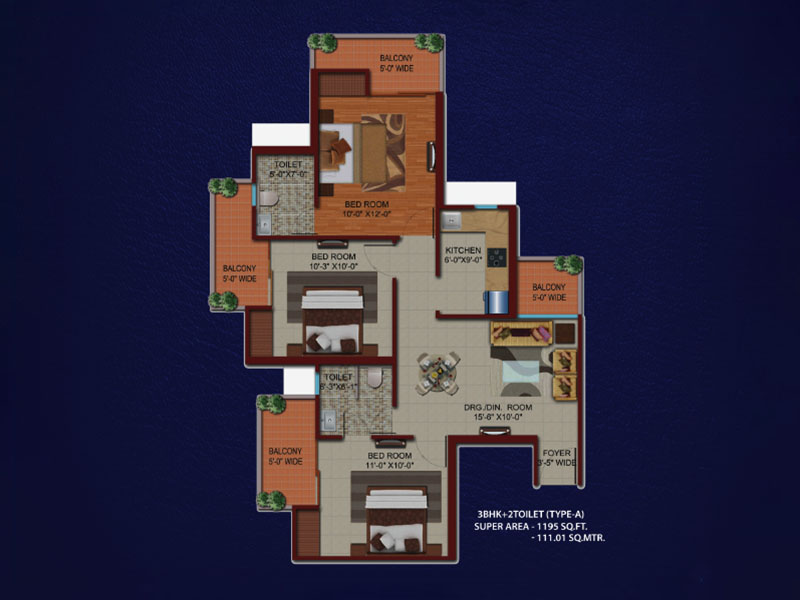 BALCONY
5'-0" WIDE
TOILET
5'-0"X7'-0"
BED ROOM
10'-0" X12'-0"
KITCHEN
6'-0"X9'-0"
BED ROOM
10'-3" X10'-0"
BALCONY
5'-0" WIDE
BALCONY
5'-0" WIDE
TOILET
6'-3"X6'-1"
DRG./DIN. ROOM
15'-6" X10'-0"
BALCONY
5'-0" WIDE
BED ROOM
11'-0" X10'-0"
FOYER
3'-5" WIDE
3BHK+2TOILET (TYPE-A)
SUPER AREA - 1195 SQ.FT.
- 111.01 SQ.MTR.